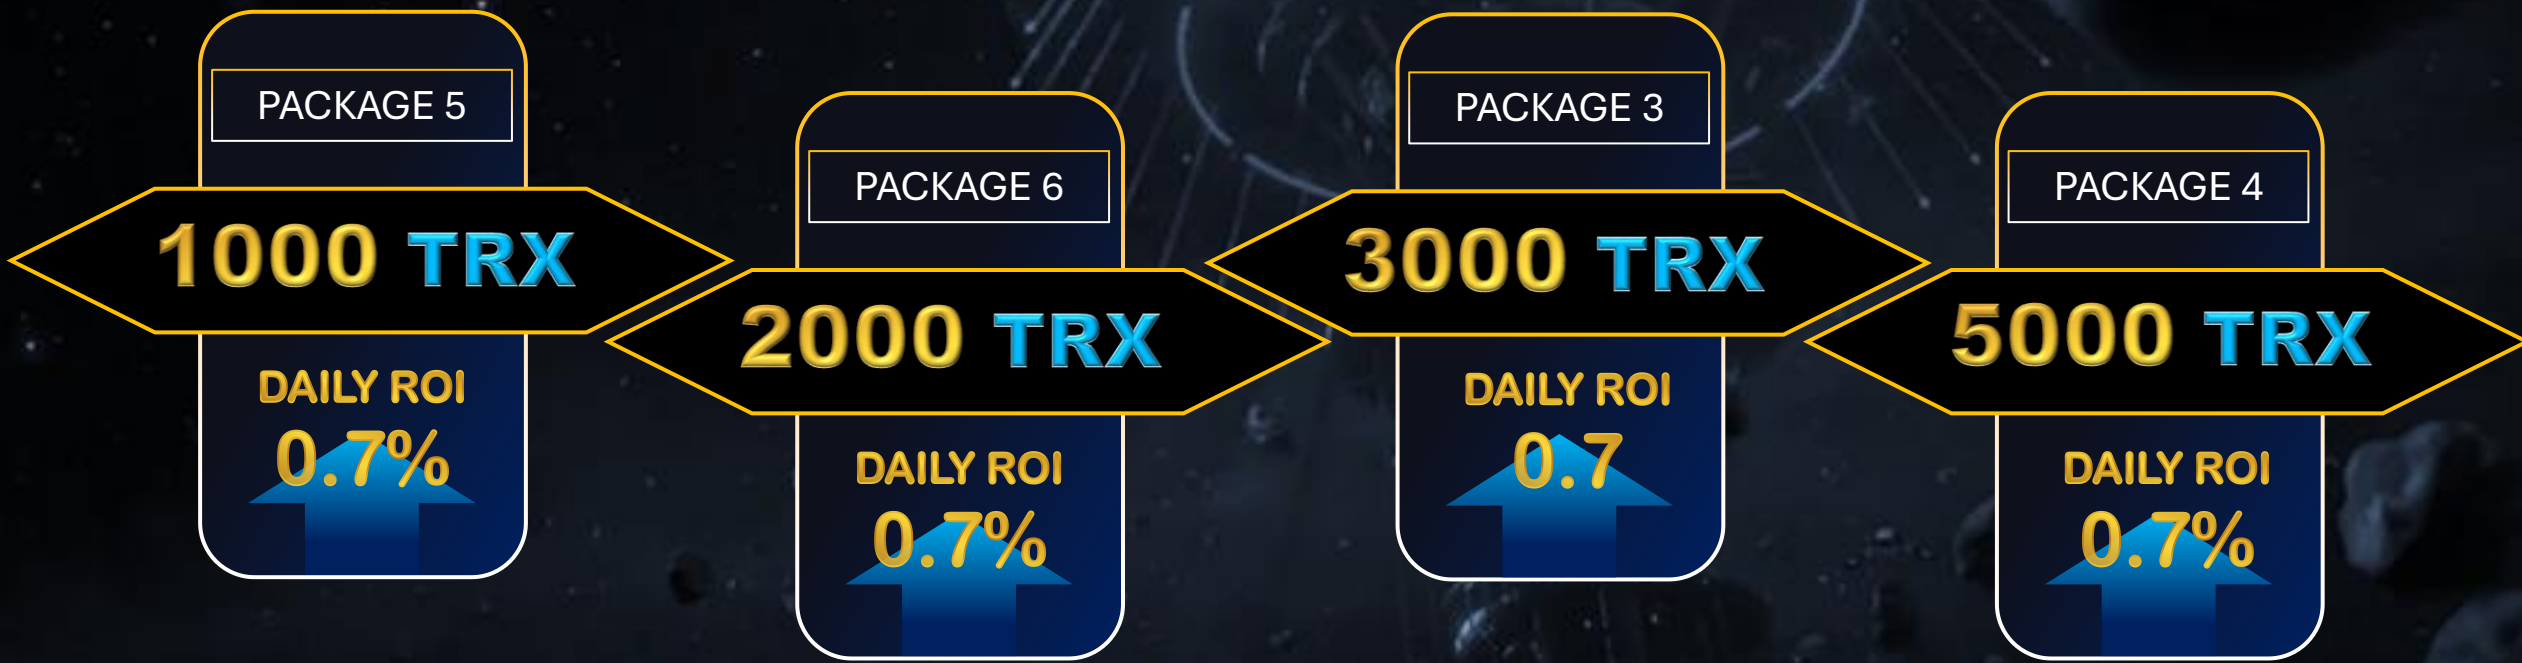 PACKAGE 5
1000 TRX
DAILY ROI
0.7%
PACKAGE 6
2000 TRX
DAILY ROI
0.7%
PACKAGE 3
3000 TRX
DAILY ROI
0.7
PACKAGE 4
5000 TRX
DAILY ROI
0.7%